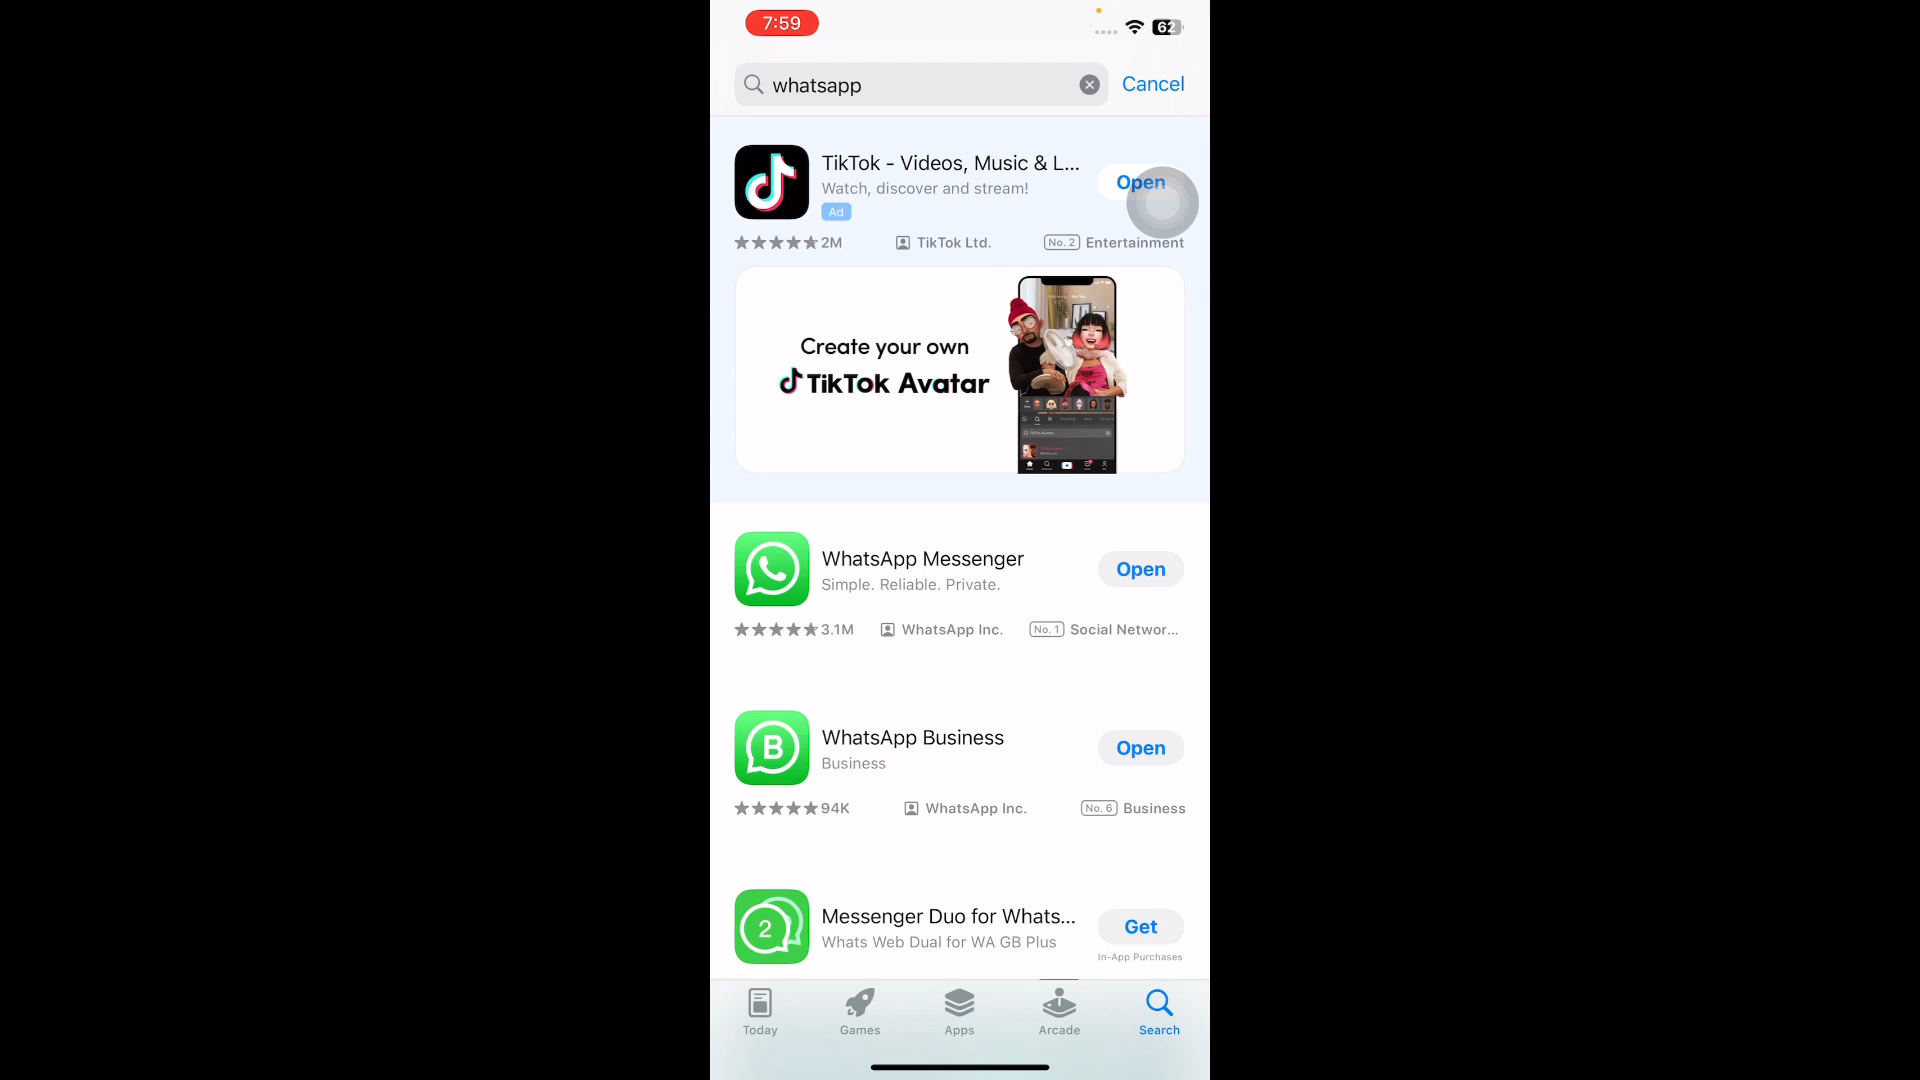 7:59
62
whatsapp
Cancel
TikTok - Videos, Music & L...
Watch, discover and stream!
Ad
Open
2M
TikTok Ltd.
No. 2 Entertainment
Create your own
TikTok Avatar
WhatsApp Messenger
Simple. Reliable. Private.
Open
3.1M
WhatsApp Inc.
No. 1 Social Networ...
B
WhatsApp Business
Business
Open
94K
WhatsApp Inc.
No. 6 Business
2
Messenger Duo for Whats...
Whats Web Dual for WA GB Plus
Get
In-App Purchases
Today
Games
Apps
Arcade
Search